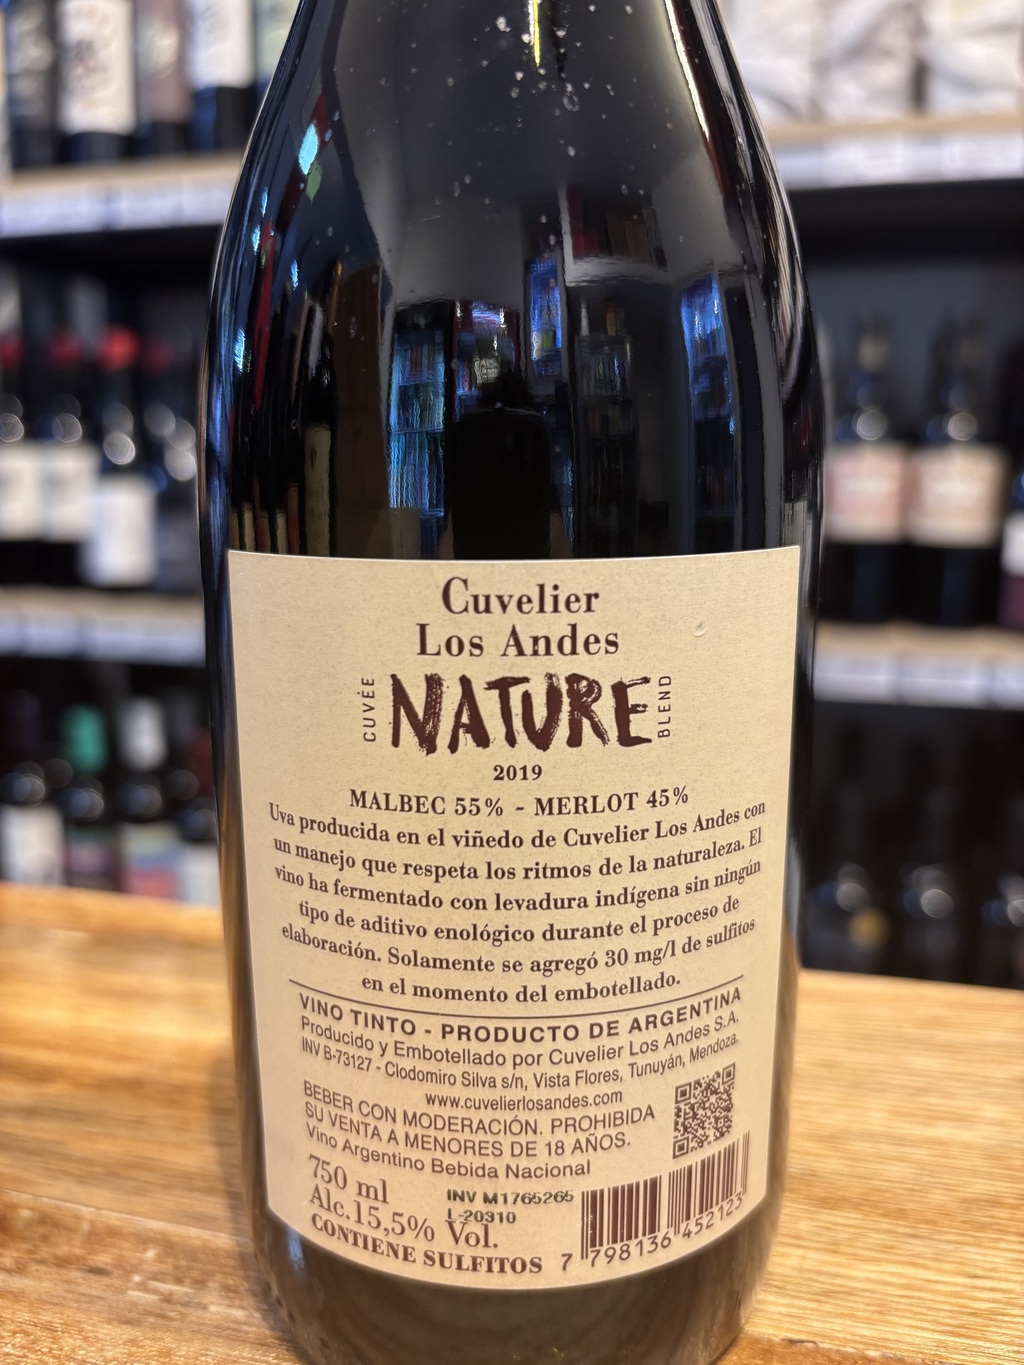 Cuvelier
Los Andes
CUVÉE NATURE BLEND
2019
MALBEC 55% - MERLOT 45%
Uva producida en el viñedo de Cuvelier Los Andes con
un manejo que respeta los ritmos de la naturaleza. El
vino ha fermentado con levadura indígena sin ningún
tipo de aditivo enológico durante el proceso de
elaboración. Solamente se agregó 30 mg/l de sulfitos
en el momento del embotellado.
VINO TINTO - PRODUCTO DE ARGENTINA
Producido y Embotellado por Cuvelier Los Andes S.A.
INV B-73127 - Clodomiro Silva s/n, Vista Flores, Tunuyán, Mendoza.
www.cuvelierlosandes.com
BEBER CON MODERACIÓN. PROHIBIDA
SU VENTA A MENORES DE 18 AÑOS.
Vino Argentino Bebida Nacional
750 ml
INV M1765265
Alc.15,5% Vol.
L-20310
CONTIENE SULFITOS
7 798136 452123